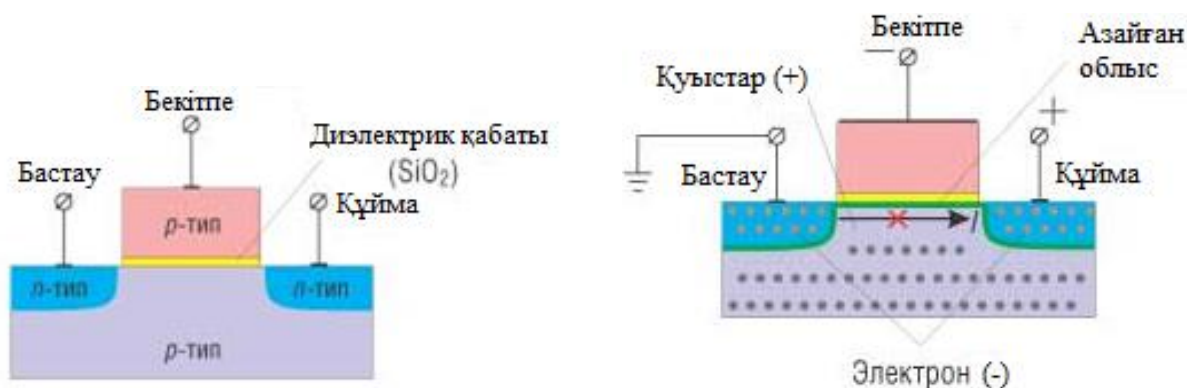 Бекітпе
Бастау
Диэлектрик қабаты
(SiO₂)
Құйма
p-тип
n-тип
n-тип
p-тип
Бекітпе
−
Азайған
облыс
Қуыстар (+)
+
Бастау
Құйма
I
Электрон (-)